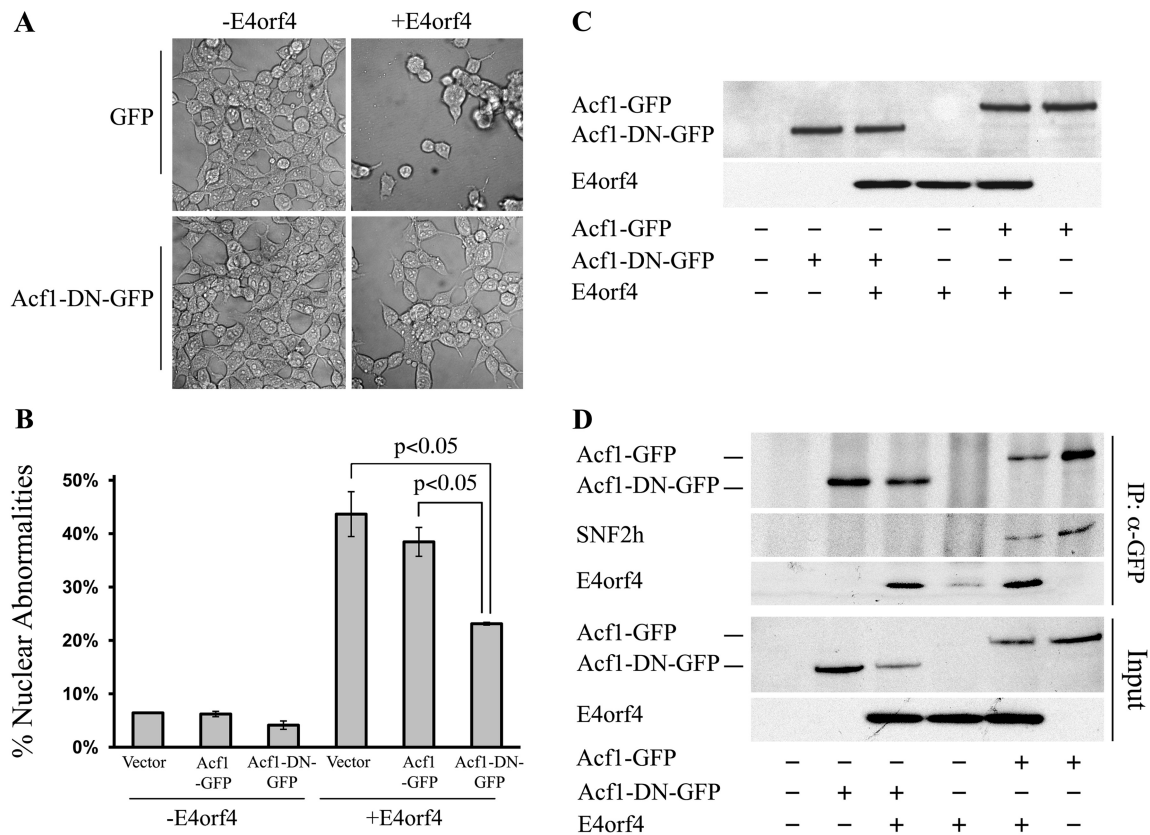 A
-E4orf4 +E4orf4
GFP
Acf1-DN-GFP
B
% Nuclear Abnormalities
50%
40%
30%
20%
10%
0%
p<0.05
p<0.05
Vector Acf1 -GFP Acf1-DN-GFP Vector Acf1 -GFP Acf1-DN-GFP
-E4orf4 +E4orf4
C
Acf1-GFP
Acf1-DN-GFP
E4orf4
Acf1-GFP − − − − + +
Acf1-DN-GFP − + + − − −
E4orf4 − − + + + −
D
Acf1-GFP —
Acf1-DN-GFP —
SNF2h
E4orf4
IP: α-GFP
Acf1-GFP —
Acf1-DN-GFP —
E4orf4
Input
Acf1-GFP − − − − + +
Acf1-DN-GFP − + + − − −
E4orf4 − − + + + −